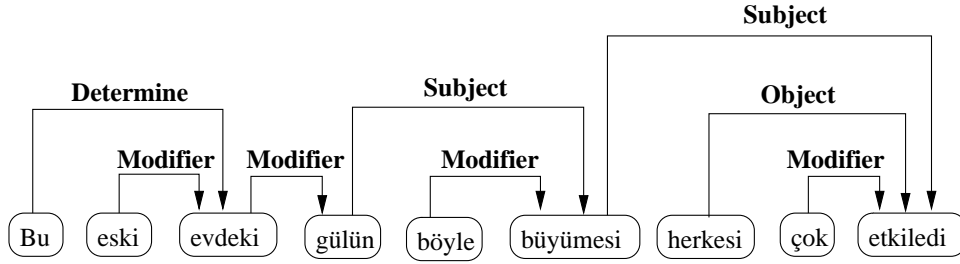 Subject
Determine Subject Object
Modifier Modifier Modifier Modifier
Bu eski evdeki gülün böyle büyümesi herkesi çok etkiledi